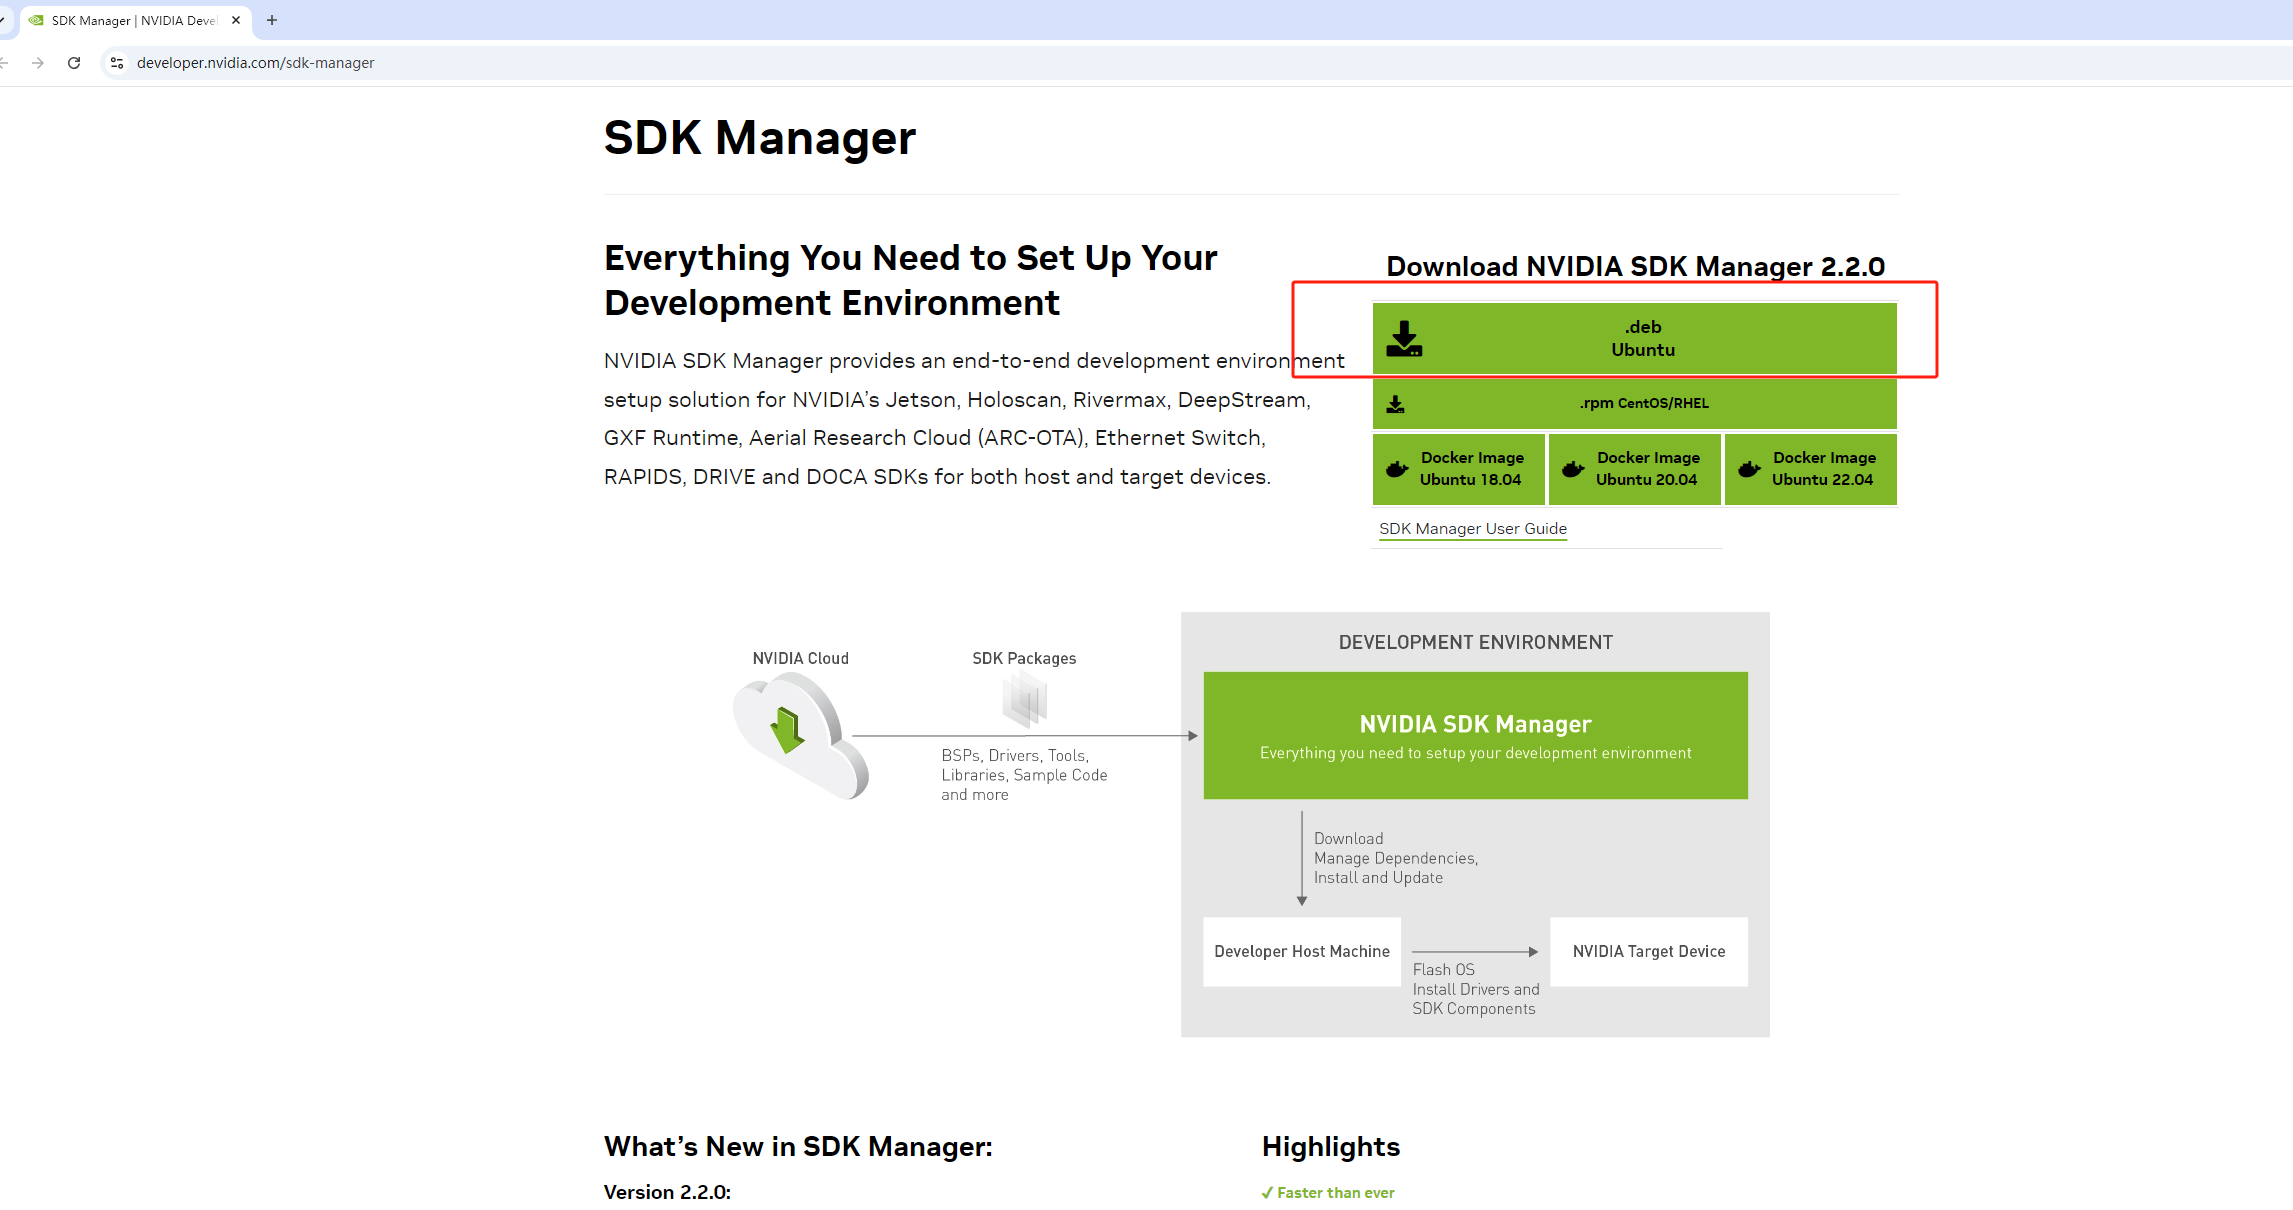 SDK Manager | NVIDIA Deve
developer.nvidia.com/sdk-manager
SDK Manager
Everything You Need to Set Up Your
Development Environment
NVIDIA SDK Manager provides an end-to-end development environment
setup solution for NVIDIA’s Jetson, Holoscan, Rivermax, DeepStream,
GXF Runtime, Aerial Research Cloud (ARC-OTA), Ethernet Switch,
RAPIDS, DRIVE and DOCA SDKs for both host and target devices.
Download NVIDIA SDK Manager 2.2.0
.deb
Ubuntu
.rpm CentOS/RHEL
Docker Image
Ubuntu 18.04
Docker Image
Ubuntu 20.04
Docker Image
Ubuntu 22.04
SDK Manager User Guide
NVIDIA Cloud
SDK Packages
BSPs, Drivers, Tools,
Libraries, Sample Code
and more
DEVELOPMENT ENVIRONMENT
NVIDIA SDK Manager
Everything you need to setup your development environment
Download
Manage Dependencies,
Install and Update
Developer Host Machine
Flash OS
Install Drivers and
SDK Components
NVIDIA Target Device
What’s New in SDK Manager:
Version 2.2.0:
Highlights
✓ Faster than ever